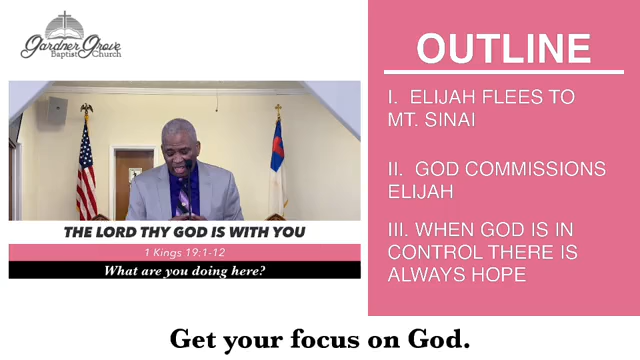 Gardner Grove
Baptist Church
OUTLINE
I. ELIJAH FLEES TO
MT. SINAI
II. GOD COMMISSIONS
ELIJAH
III. WHEN GOD IS IN
CONTROL THERE IS
ALWAYS HOPE
THE LORD THY GOD IS WITH YOU
1 Kings 19:1-12
What are you doing here?
Get your focus on God.